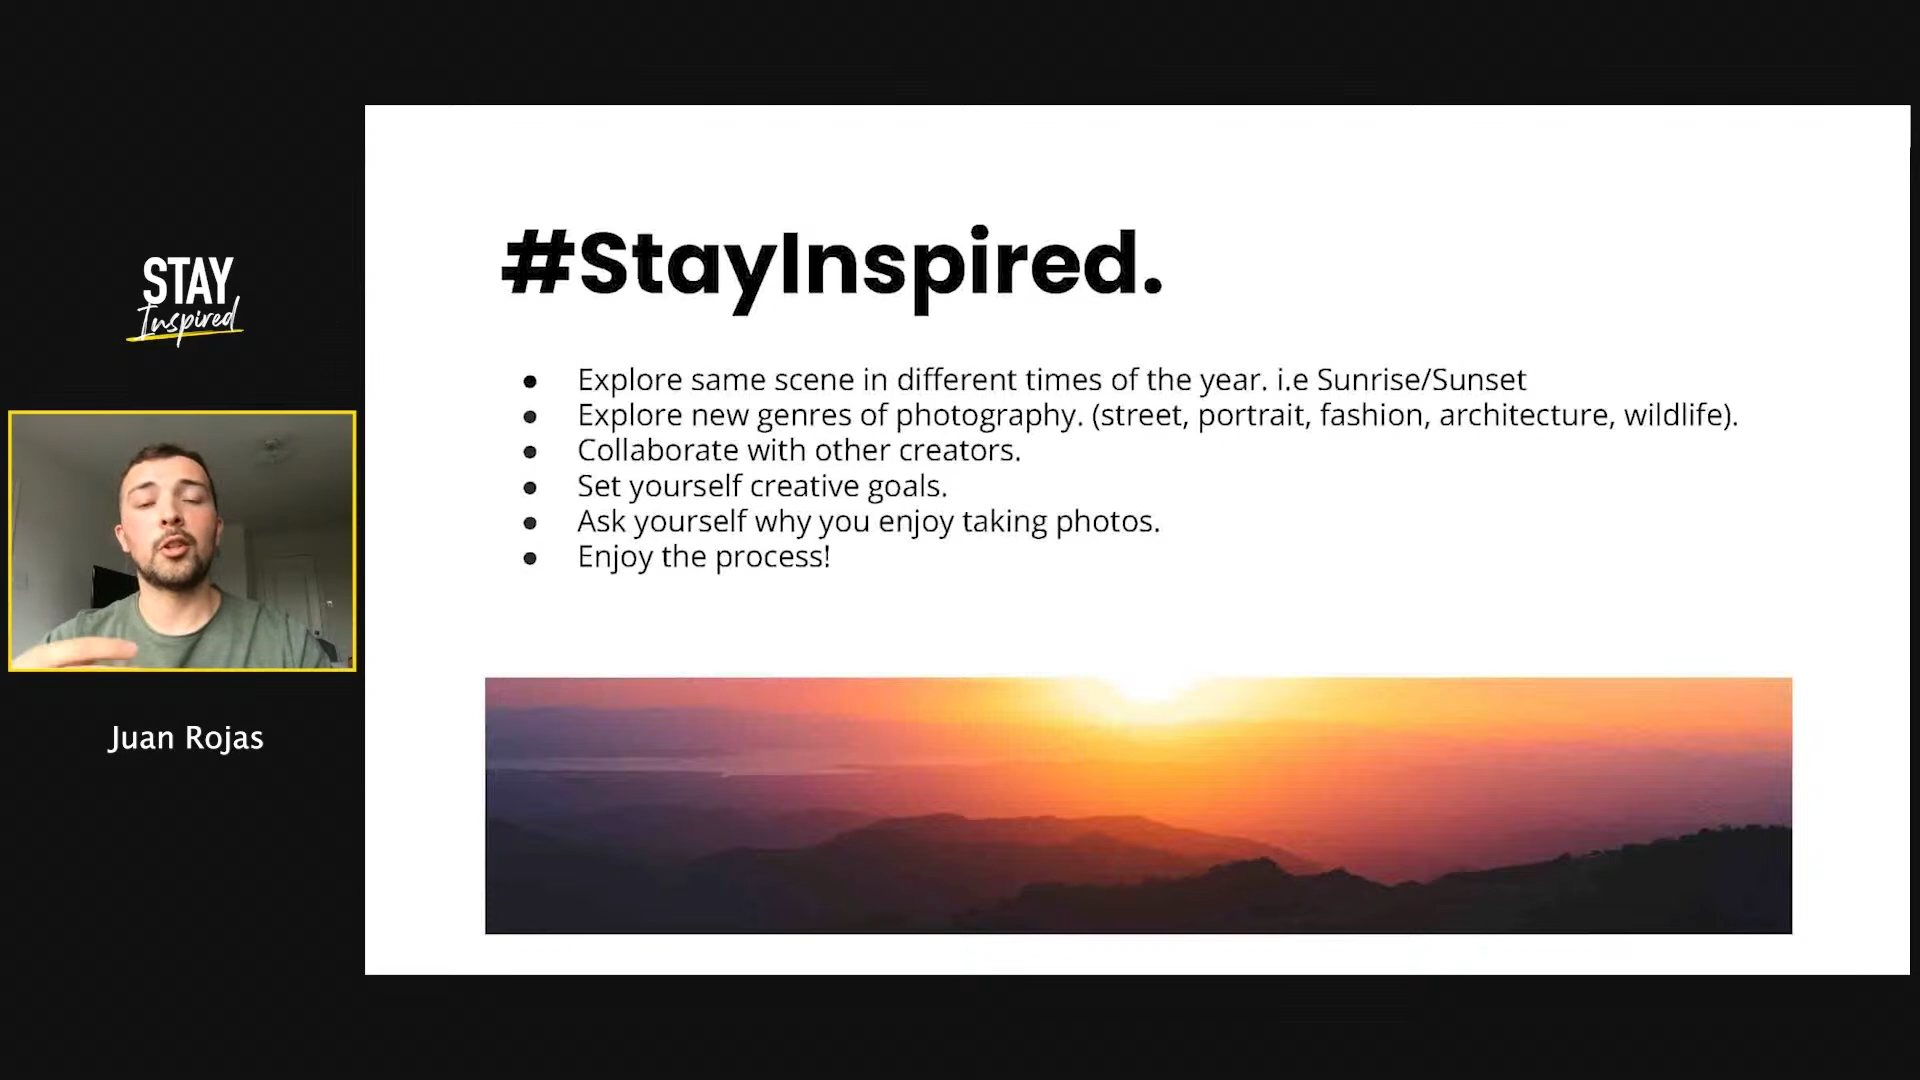 STAY
Inspired
Juan Rojas
#StayInspired.
● Explore same scene in different times of the year. i.e Sunrise/Sunset
● Explore new genres of photography. (street, portrait, fashion, architecture, wildlife).
● Collaborate with other creators.
● Set yourself creative goals.
● Ask yourself why you enjoy taking photos.
● Enjoy the process!